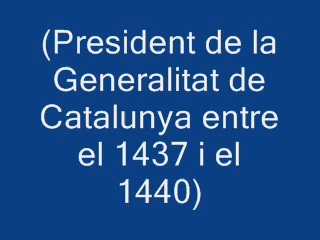 (President de la
Generalitat de
Catalunya entre
el 1437 i el
1440)